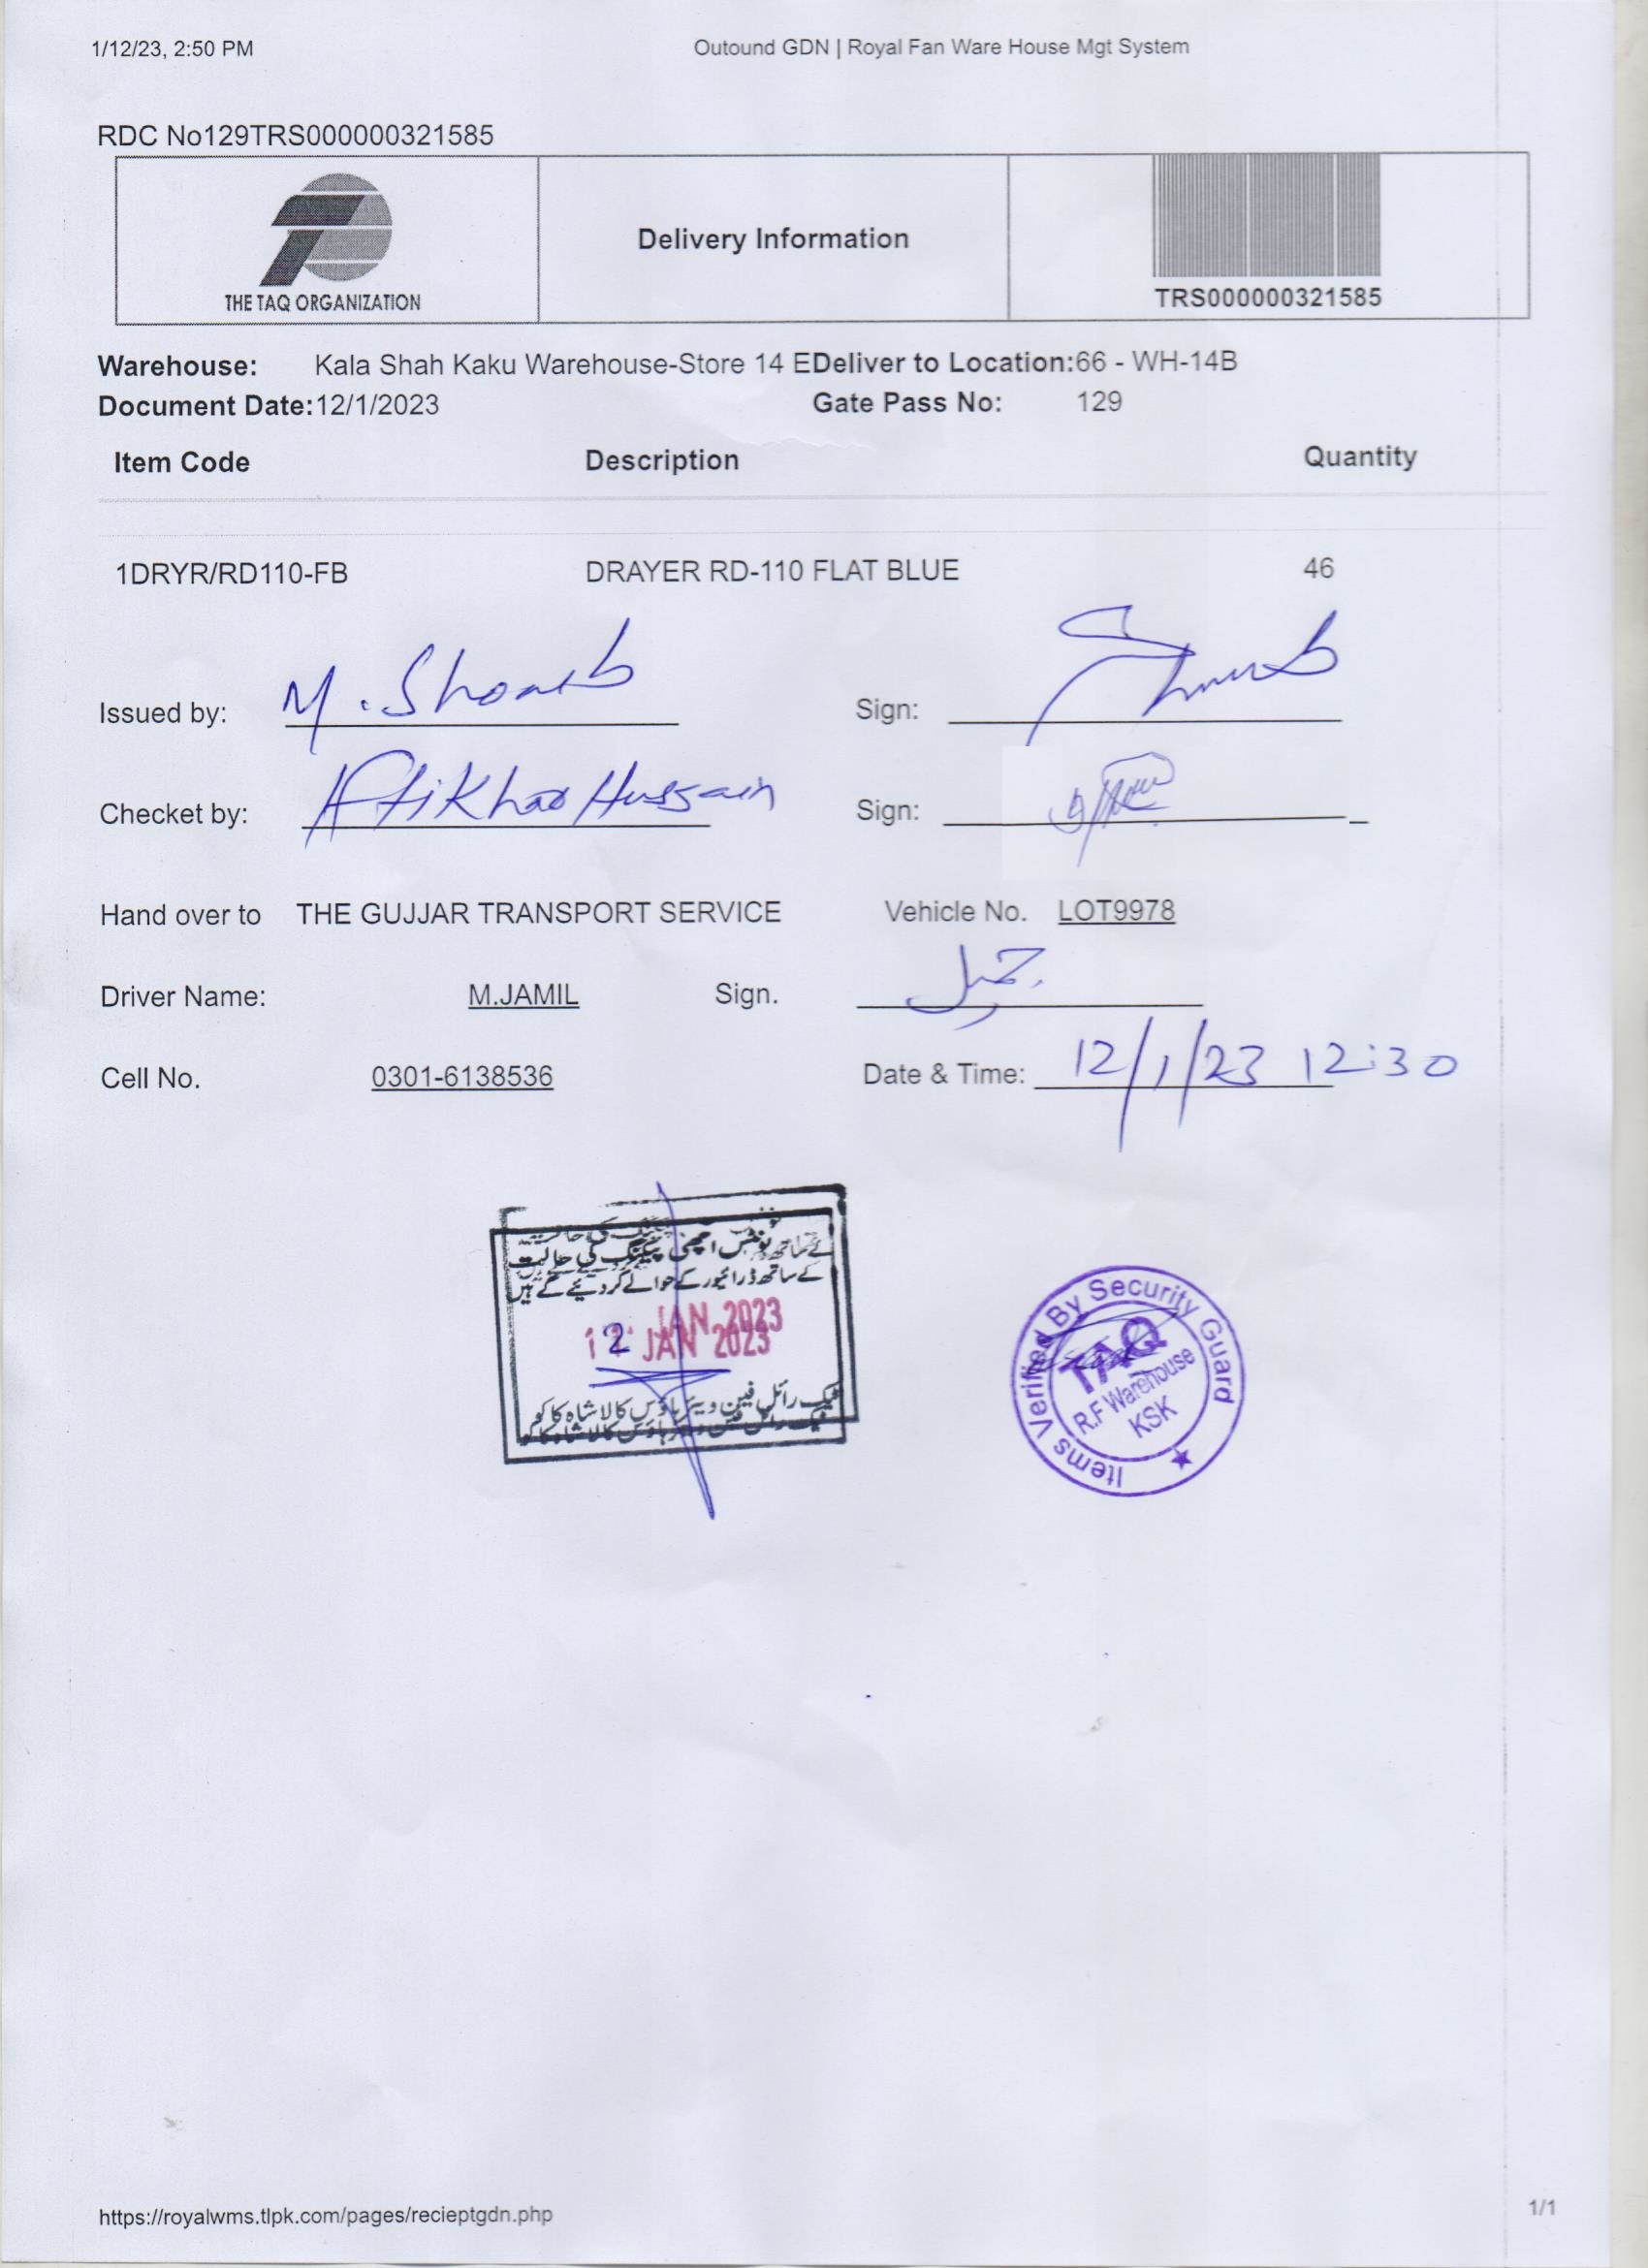 1/12/23, 2:50 PM Outound GDN | Royal Fan Ware House Mgt System
RDC No129TRS000000321585
THE TAQ ORGANIZATION
Delivery Information
TRS000000321585
Warehouse: Kala Shah Kaku Warehouse-Store 14 EDeliver to Location:66 - WH-14B
Document Date:12/1/2023 Gate Pass No: 129
Item Code Description Quantity
1DRYR/RD110-FB DRAYER RD-110 FLAT BLUE 46
Issued by: M. Shoaib Sign:
Checket by: Iftikhar Hussain Sign:
Hand over to THE GUJJAR TRANSPORT SERVICE Vehicle No. LOT9978
Driver Name: M.JAMIL Sign. جمیل
Cell No. 0301-6138536 Date & Time: 12/1/23 12:30
یونٹس اچھی پیکنگ کی حالت
کے ساتھ ڈرائیور کے حوالے کردیئے گئے ہیں
12 JAN 2023
ٹیک رائل فین ویئر ہاؤس کالا شاہ کاکو
Items Verified By Security Guard
TAQ
R.F Warehouse
KSK
https://royalwms.tlpk.com/pages/recieptgdn.php 1/1